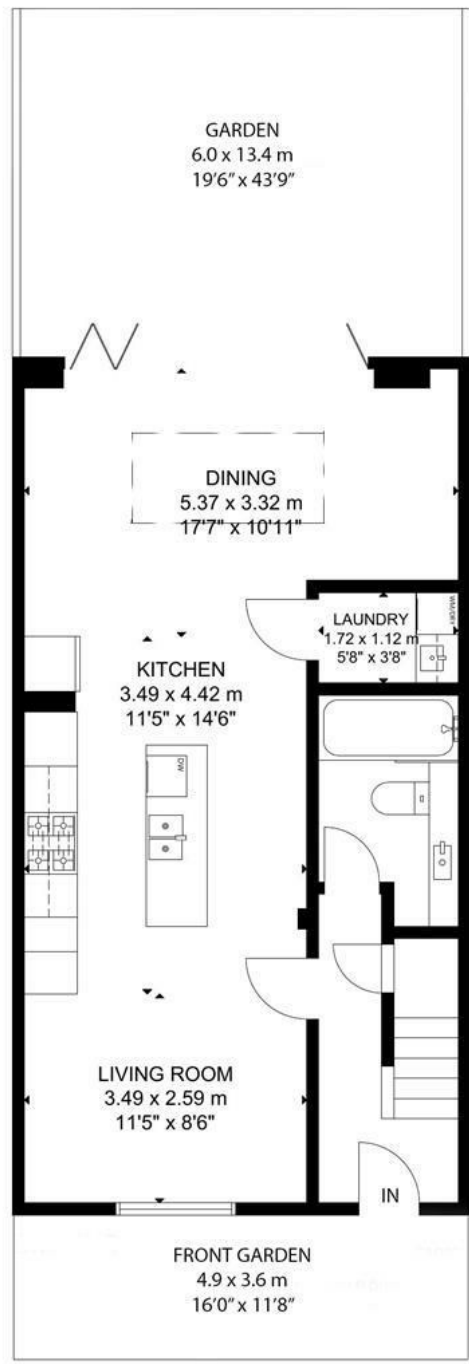 GARDEN
6.0 x 13.4 m
19'6" x 43'9"
DINING
5.37 x 3.32 m
17'7" x 10'11"
WM/DRY
LAUNDRY
1.72 x 1.12 m
5'8" x 3'8"
KITCHEN
3.49 x 4.42 m
11'5" x 14'6"
DW
LIVING ROOM
3.49 x 2.59 m
11'5" x 8'6"
IN
FRONT GARDEN
4.9 x 3.6 m
16'0" x 11'8"